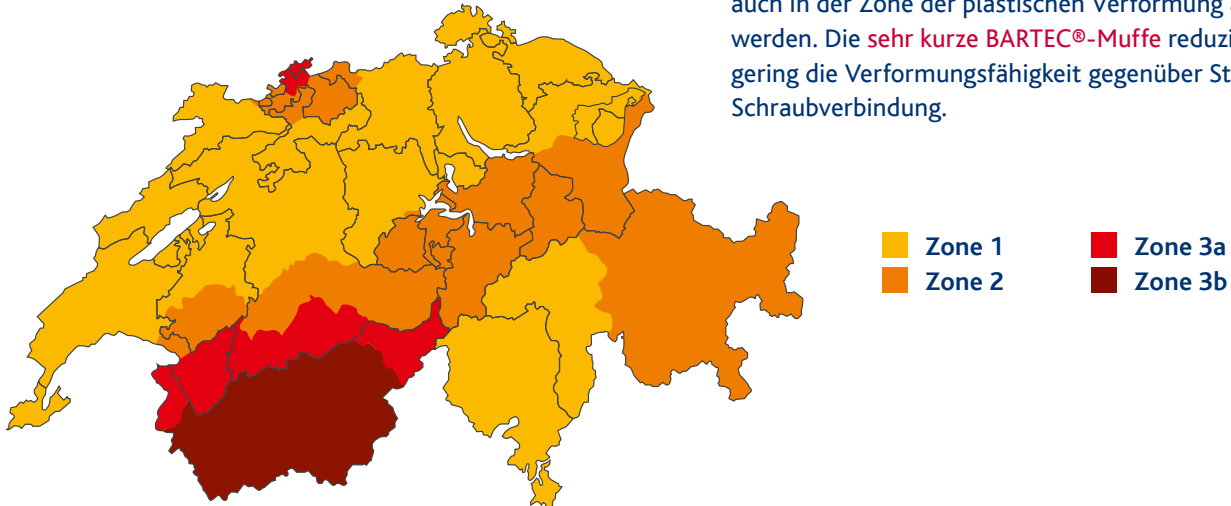 auch in der Zone der plastischen Verformung
werden. Die sehr kurze BARTEC®-Muffe
gering die Verformungsfähigkeit gegenüber
Schraubverbindung.
Zone 1
Zone 3a
Zone 2
Zone 3b